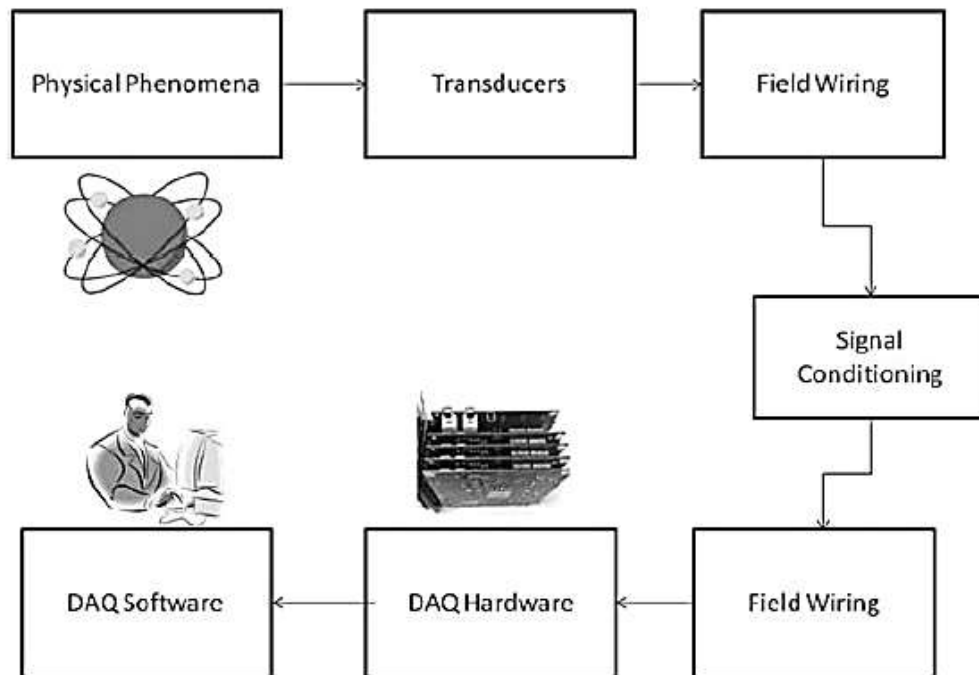 Physical Phenomena
Transducers
Field Wiring
Signal
Conditioning
DAQ Software
DAQ Hardware
Field Wiring